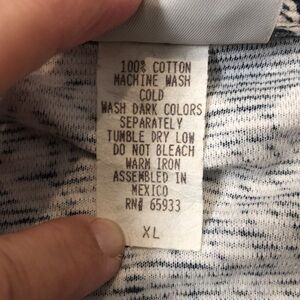 100% COTTON
MACHINE WASH
COLD
WASH DARK COLORS
SEPARATELY
TUMBLE DRY LOW
DO NOT BLEACH
WARM IRON
ASSEMBLED IN
MEXICO
RN# 65933
XL